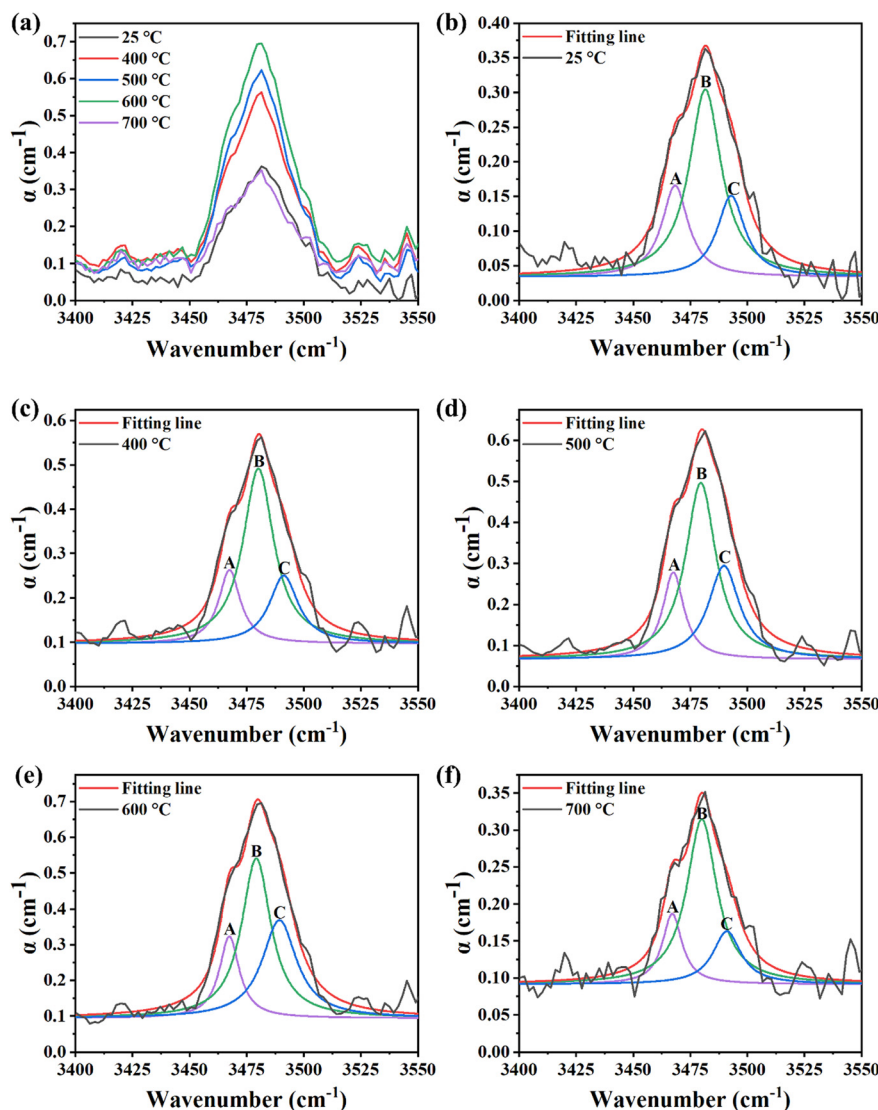 (a)
25 °C
400 °C
500 °C
600 °C
700 °C
α (cm⁻¹)
0.7
0.6
0.5
0.4
0.3
0.2
0.1
0.0
3400 3425 3450 3475 3500 3525 3550
Wavenumber (cm⁻¹)
(b)
Fitting line
25 °C
B
A
C
α (cm⁻¹)
0.40
0.35
0.30
0.25
0.20
0.15
0.10
0.05
0.00
3400 3425 3450 3475 3500 3525 3550
Wavenumber (cm⁻¹)
(c)
Fitting line
400 °C
B
A
C
α (cm⁻¹)
0.6
0.5
0.4
0.3
0.2
0.1
0.0
3400 3425 3450 3475 3500 3525 3550
Wavenumber (cm⁻¹)
(d)
Fitting line
500 °C
B
A
C
α (cm⁻¹)
0.6
0.5
0.4
0.3
0.2
0.1
0.0
3400 3425 3450 3475 3500 3525 3550
Wavenumber (cm⁻¹)
(e)
Fitting line
600 °C
B
A
C
α (cm⁻¹)
0.7
0.6
0.5
0.4
0.3
0.2
0.1
0.0
3400 3425 3450 3475 3500 3525 3550
Wavenumber (cm⁻¹)
(f)
Fitting line
700 °C
B
A
C
α (cm⁻¹)
0.35
0.30
0.25
0.20
0.15
0.10
0.05
0.00
3400 3425 3450 3475 3500 3525 3550
Wavenumber (cm⁻¹)